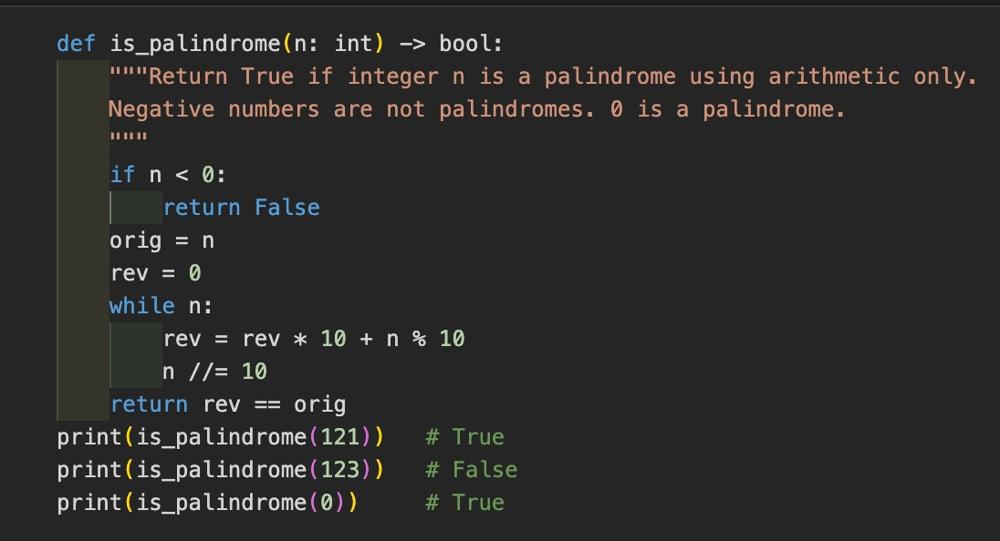 def is_palindrome(n: int) -> bool:
    """Return True if integer n is a palindrome using arithmetic only.
    Negative numbers are not palindromes. 0 is a palindrome.
    """
    if n < 0:
        return False
    orig = n
    rev = 0
    while n:
        rev = rev * 10 + n % 10
        n //= 10
    return rev == orig
print(is_palindrome(121))   # True
print(is_palindrome(123))   # False
print(is_palindrome(0))     # True